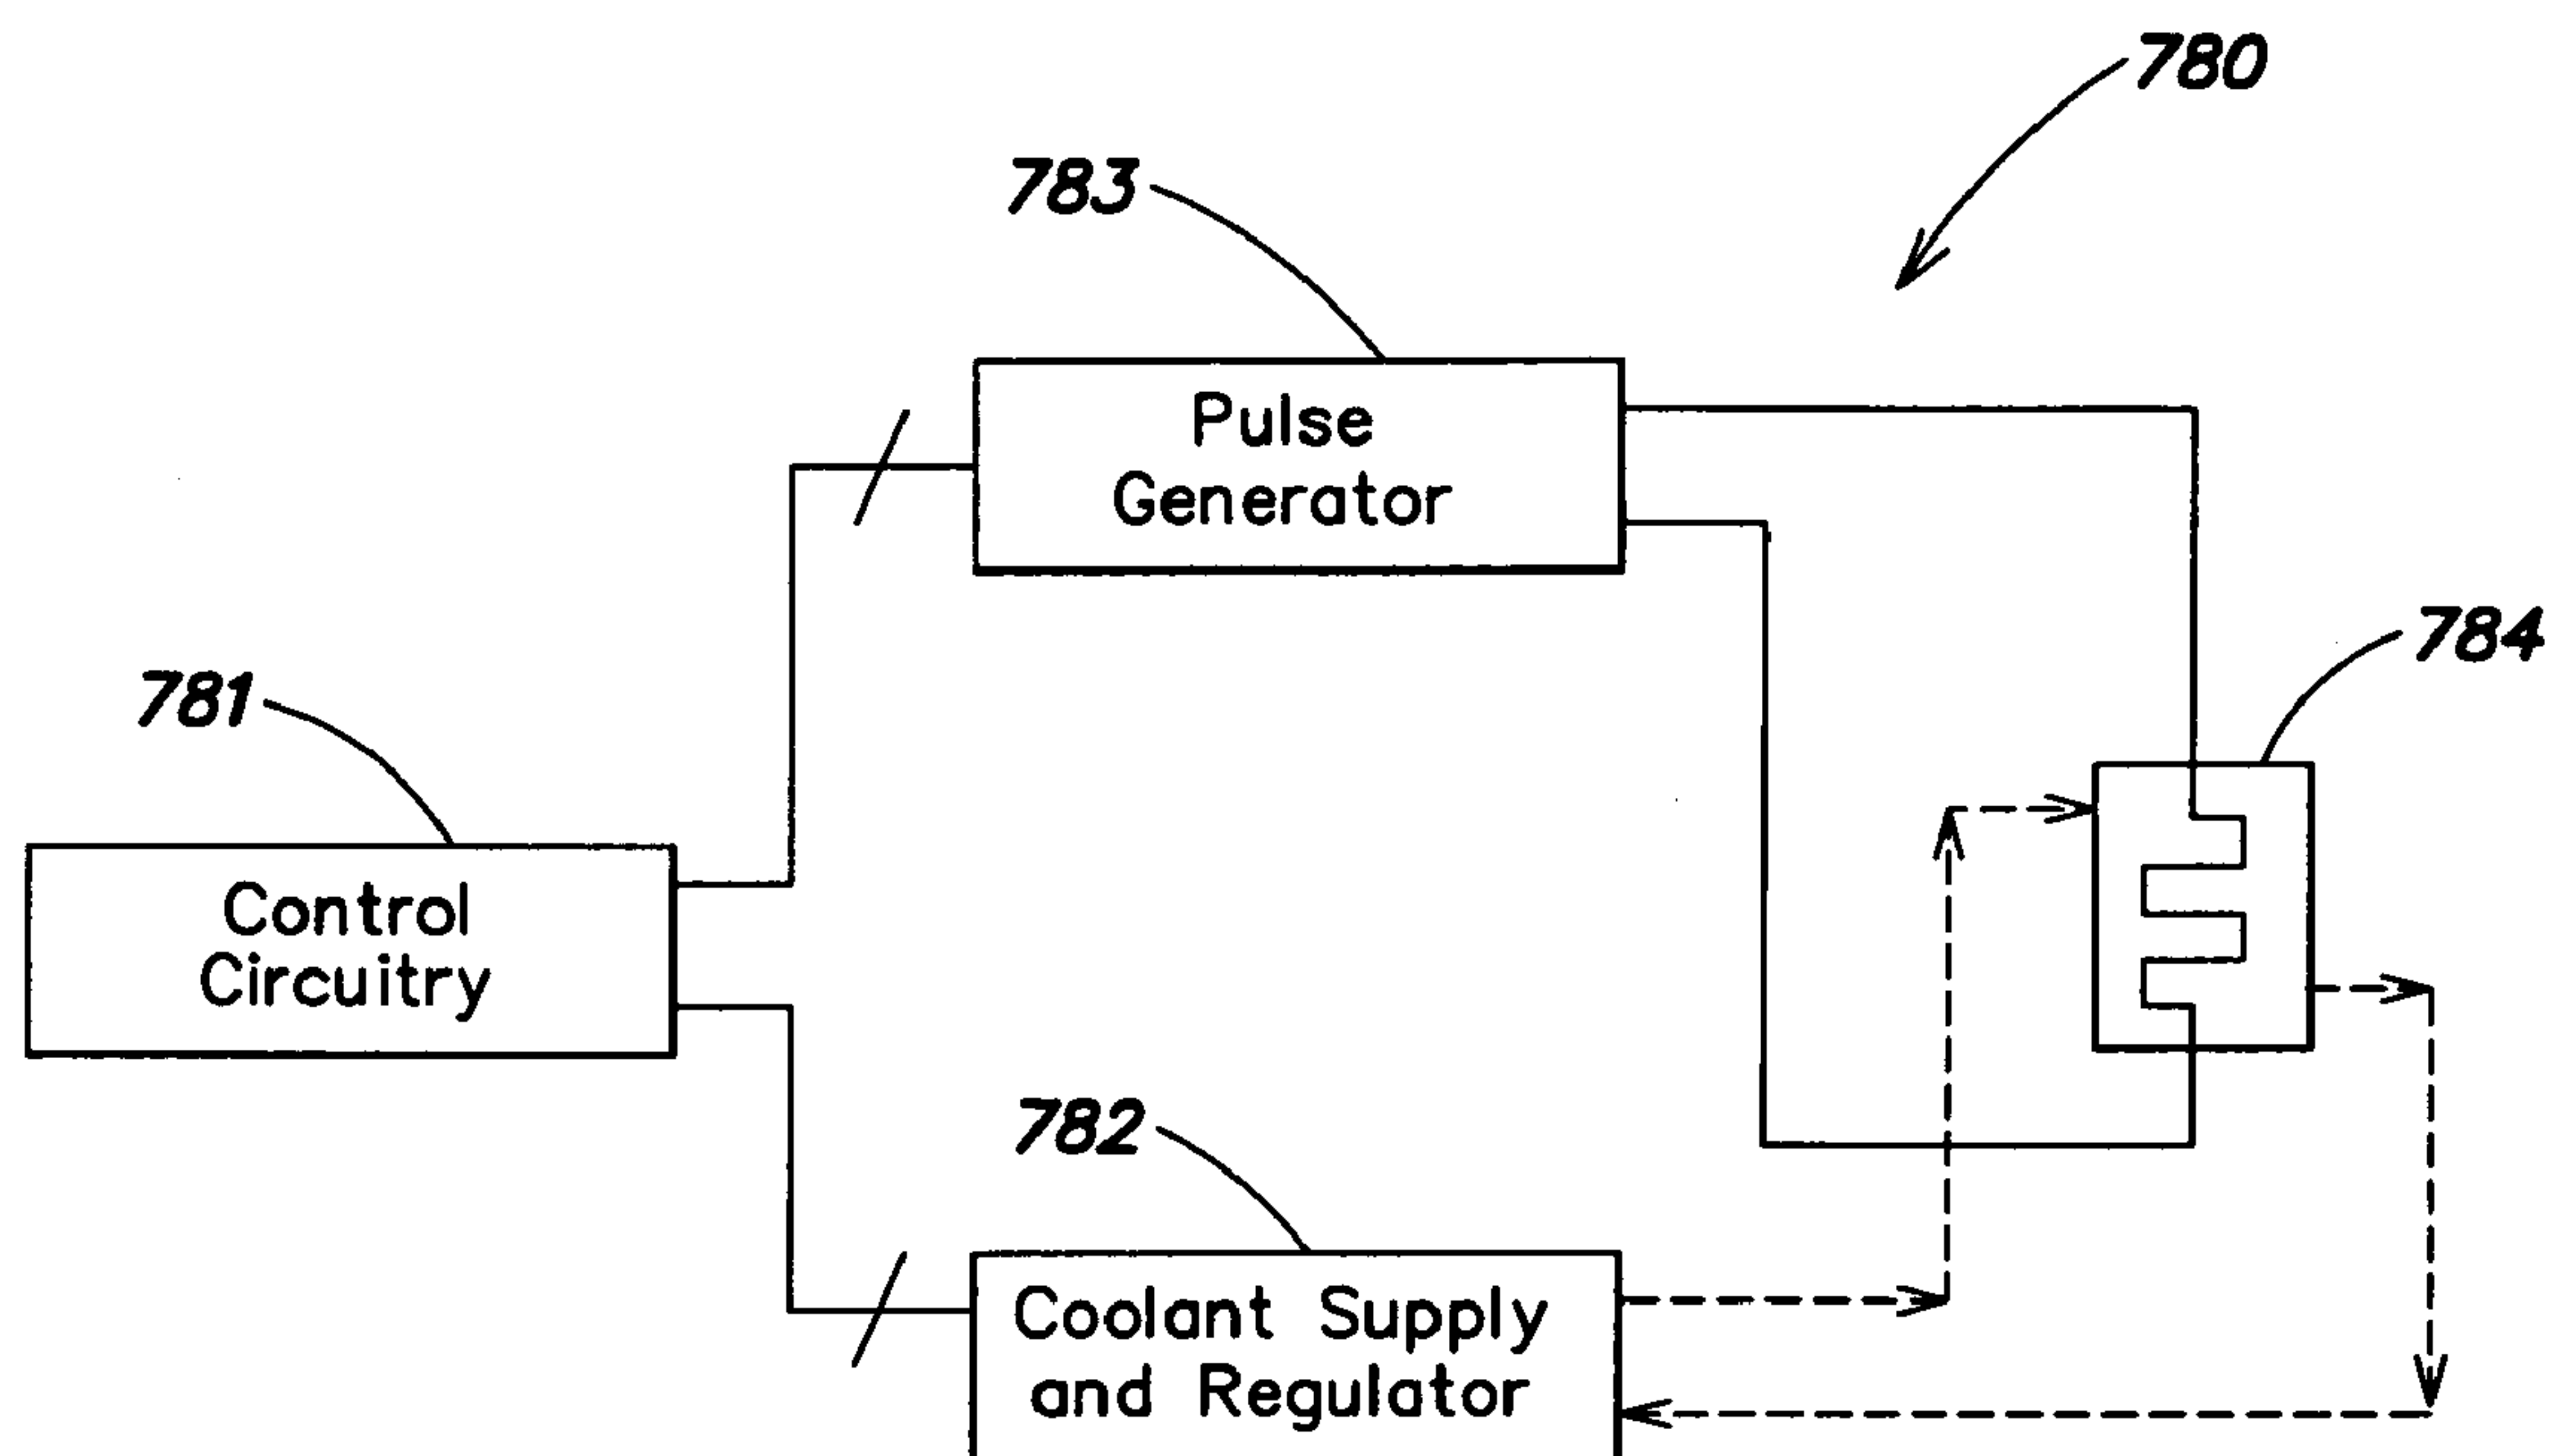 780
783
Pulse
Generator
784
781
Control
Circuitry
782
Coolant Supply
and Regulator